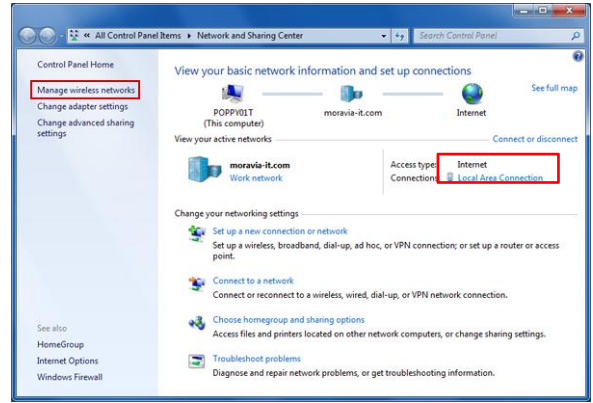 « All Control Panel Items ▸ Network and Sharing Center
Search Control Panel
Control Panel Home
Manage wireless networks
Change adapter settings
Change advanced sharing
settings
See also
HomeGroup
Internet Options
Windows Firewall
View your basic network information and set up connections
See full map
POPPY01T
(This computer)
moravia-it.com
Internet
View your active networks
Connect or disconnect
moravia-it.com
Work network
Access type: Internet
Connections: Local Area Connection
Change your networking settings
Set up a new connection or network
Set up a wireless, broadband, dial-up, ad hoc, or VPN connection; or set up a router or access
point.
Connect to a network
Connect or reconnect to a wireless, wired, dial-up, or VPN network connection.
Choose homegroup and sharing options
Access files and printers located on other network computers, or change sharing settings.
Troubleshoot problems
Diagnose and repair network problems, or get troubleshooting information.